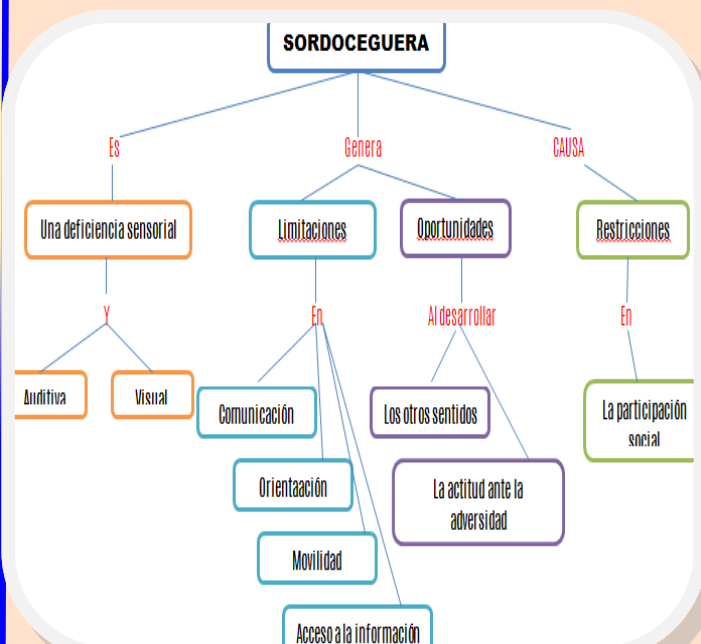 SORDOCEGUERA
Es
Genera
CAUSA
Una deficiencia sensorial
Limitaciones
Oportunidades
Restricciones
Y
En
Al desarrollar
En
Auditiva
Visual
Comunicación
Los otros sentidos
La participación
social
Orientaación
La actitud ante la
adversidad
Movilidad
Acceso a la información